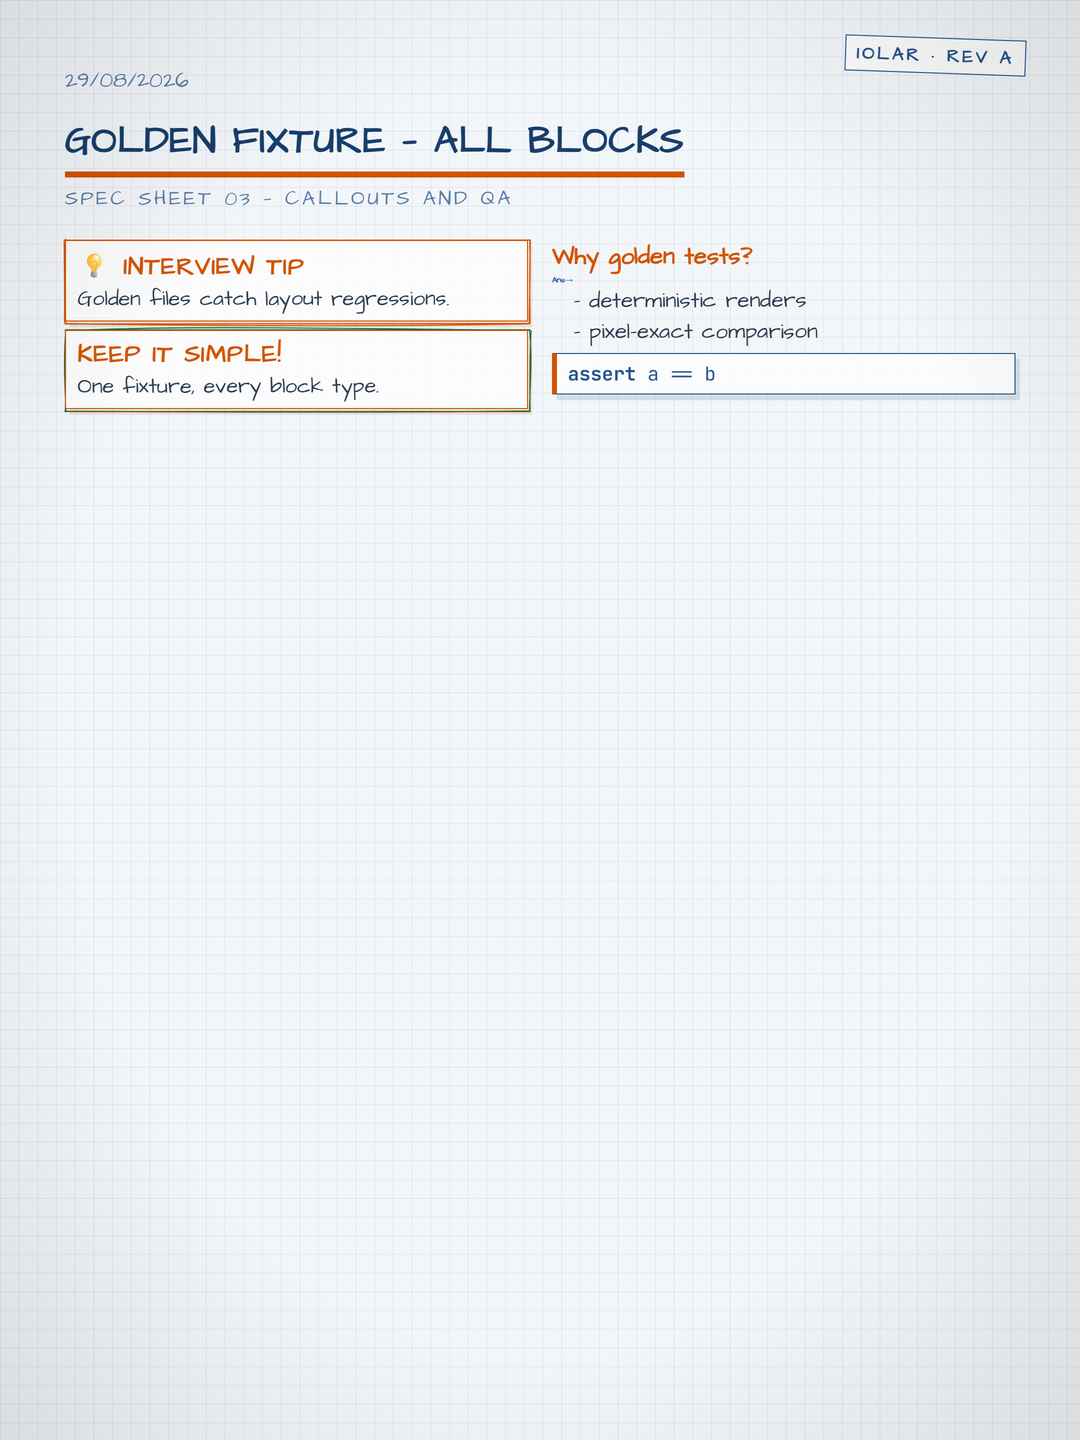 IOLAR · REV A
29/08/2026
GOLDEN FIXTURE - ALL BLOCKS
SPEC SHEET 03 - CALLOUTS AND QA
💡 INTERVIEW TIP
Golden files catch layout regressions.
KEEP IT SIMPLE!
One fixture, every block type.
Why golden tests?
Ans→
- deterministic renders
- pixel-exact comparison
assert a == b